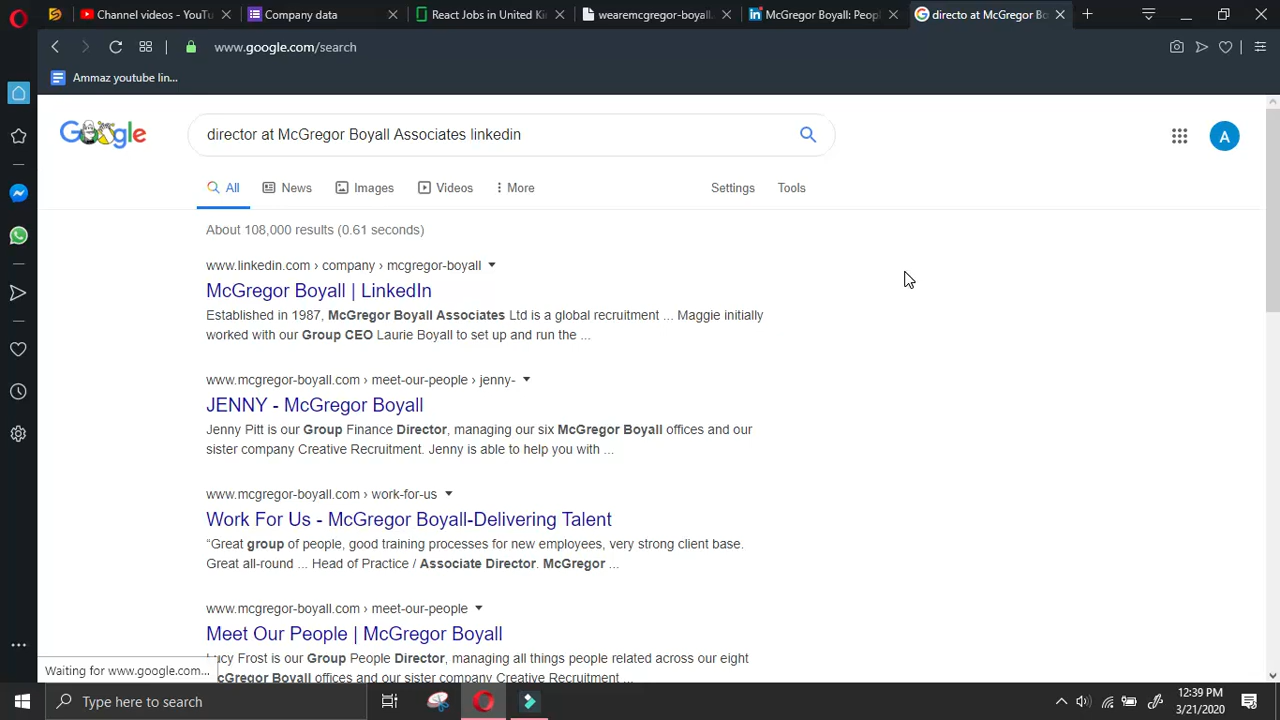 Channel videos - YouTu
Company data
React Jobs in United Ki
wearemcgregor-boyall..
McGregor Boyall: Peopl
directo at McGregor Bo
www.google.com/search
Ammaz youtube lin...
Google
director at McGregor Boyall Associates linkedin
A
All
News
Images
Videos
More
Settings
Tools
About 108,000 results (0.61 seconds)
www.linkedin.com › company › mcgregor-boyall
McGregor Boyall | LinkedIn
Established in 1987, McGregor Boyall Associates Ltd is a global recruitment ... Maggie initially
worked with our Group CEO Laurie Boyall to set up and run the ...
www.mcgregor-boyall.com › meet-our-people › jenny-
JENNY - McGregor Boyall
Jenny Pitt is our Group Finance Director, managing our six McGregor Boyall offices and our
sister company Creative Recruitment. Jenny is able to help you with ...
www.mcgregor-boyall.com › work-for-us
Work For Us - McGregor Boyall-Delivering Talent
“Great group of people, good training processes for new employees, very strong client base.
Great all-round ... Head of Practice / Associate Director. McGregor ...
www.mcgregor-boyall.com › meet-our-people
Meet Our People | McGregor Boyall
Lucy Frost is our Group People Director, managing all things people related across our eight
McGregor Boyall offices and our sister company Creative Recruitment ...
Waiting for www.google.com...
Type here to search
12:39 PM
3/21/2020